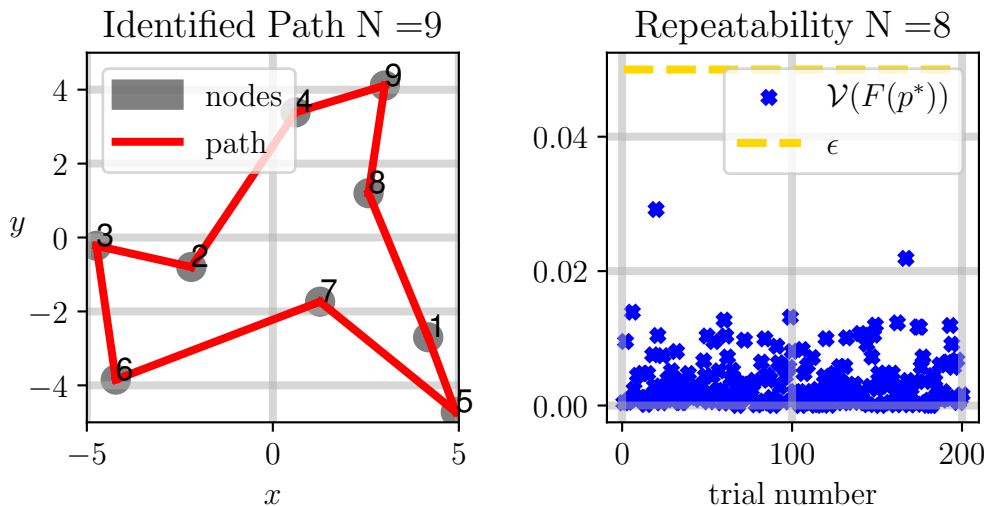 Identified Path N =9
nodes
path
4
2
0
−2
−4
−5
0
5
y
x
1
2
3
4
5
6
7
8
9
Repeatability N =8
𝒱(F(p*))
ϵ
0.04
0.02
0.00
0
100
200
trial number